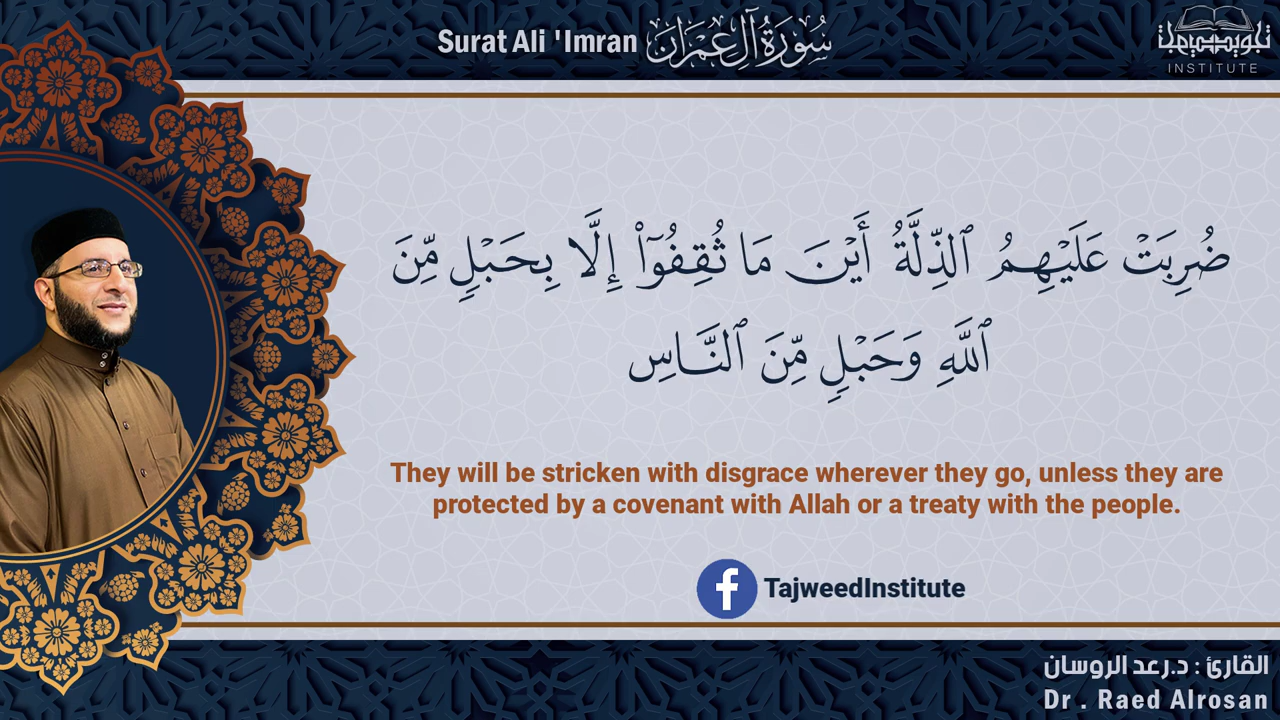 Surat Ali 'Imran سُورَةُ آلِ عِمْرَانَ
INSTITUTE
ضُرِبَتْ عَلَيْهِمُ ٱلذِّلَّةُ أَيْنَ مَا ثُقِفُوٓا۟ إِلَّا بِحَبْلٍ مِّنَ
ٱللَّهِ وَحَبْلٍ مِّنَ ٱلنَّاسِ
They will be stricken with disgrace wherever they go, unless they are
protected by a covenant with Allah or a treaty with the people.
f TajweedInstitute
القارئ : د.رعد الروسان
Dr . Raed Alrosan